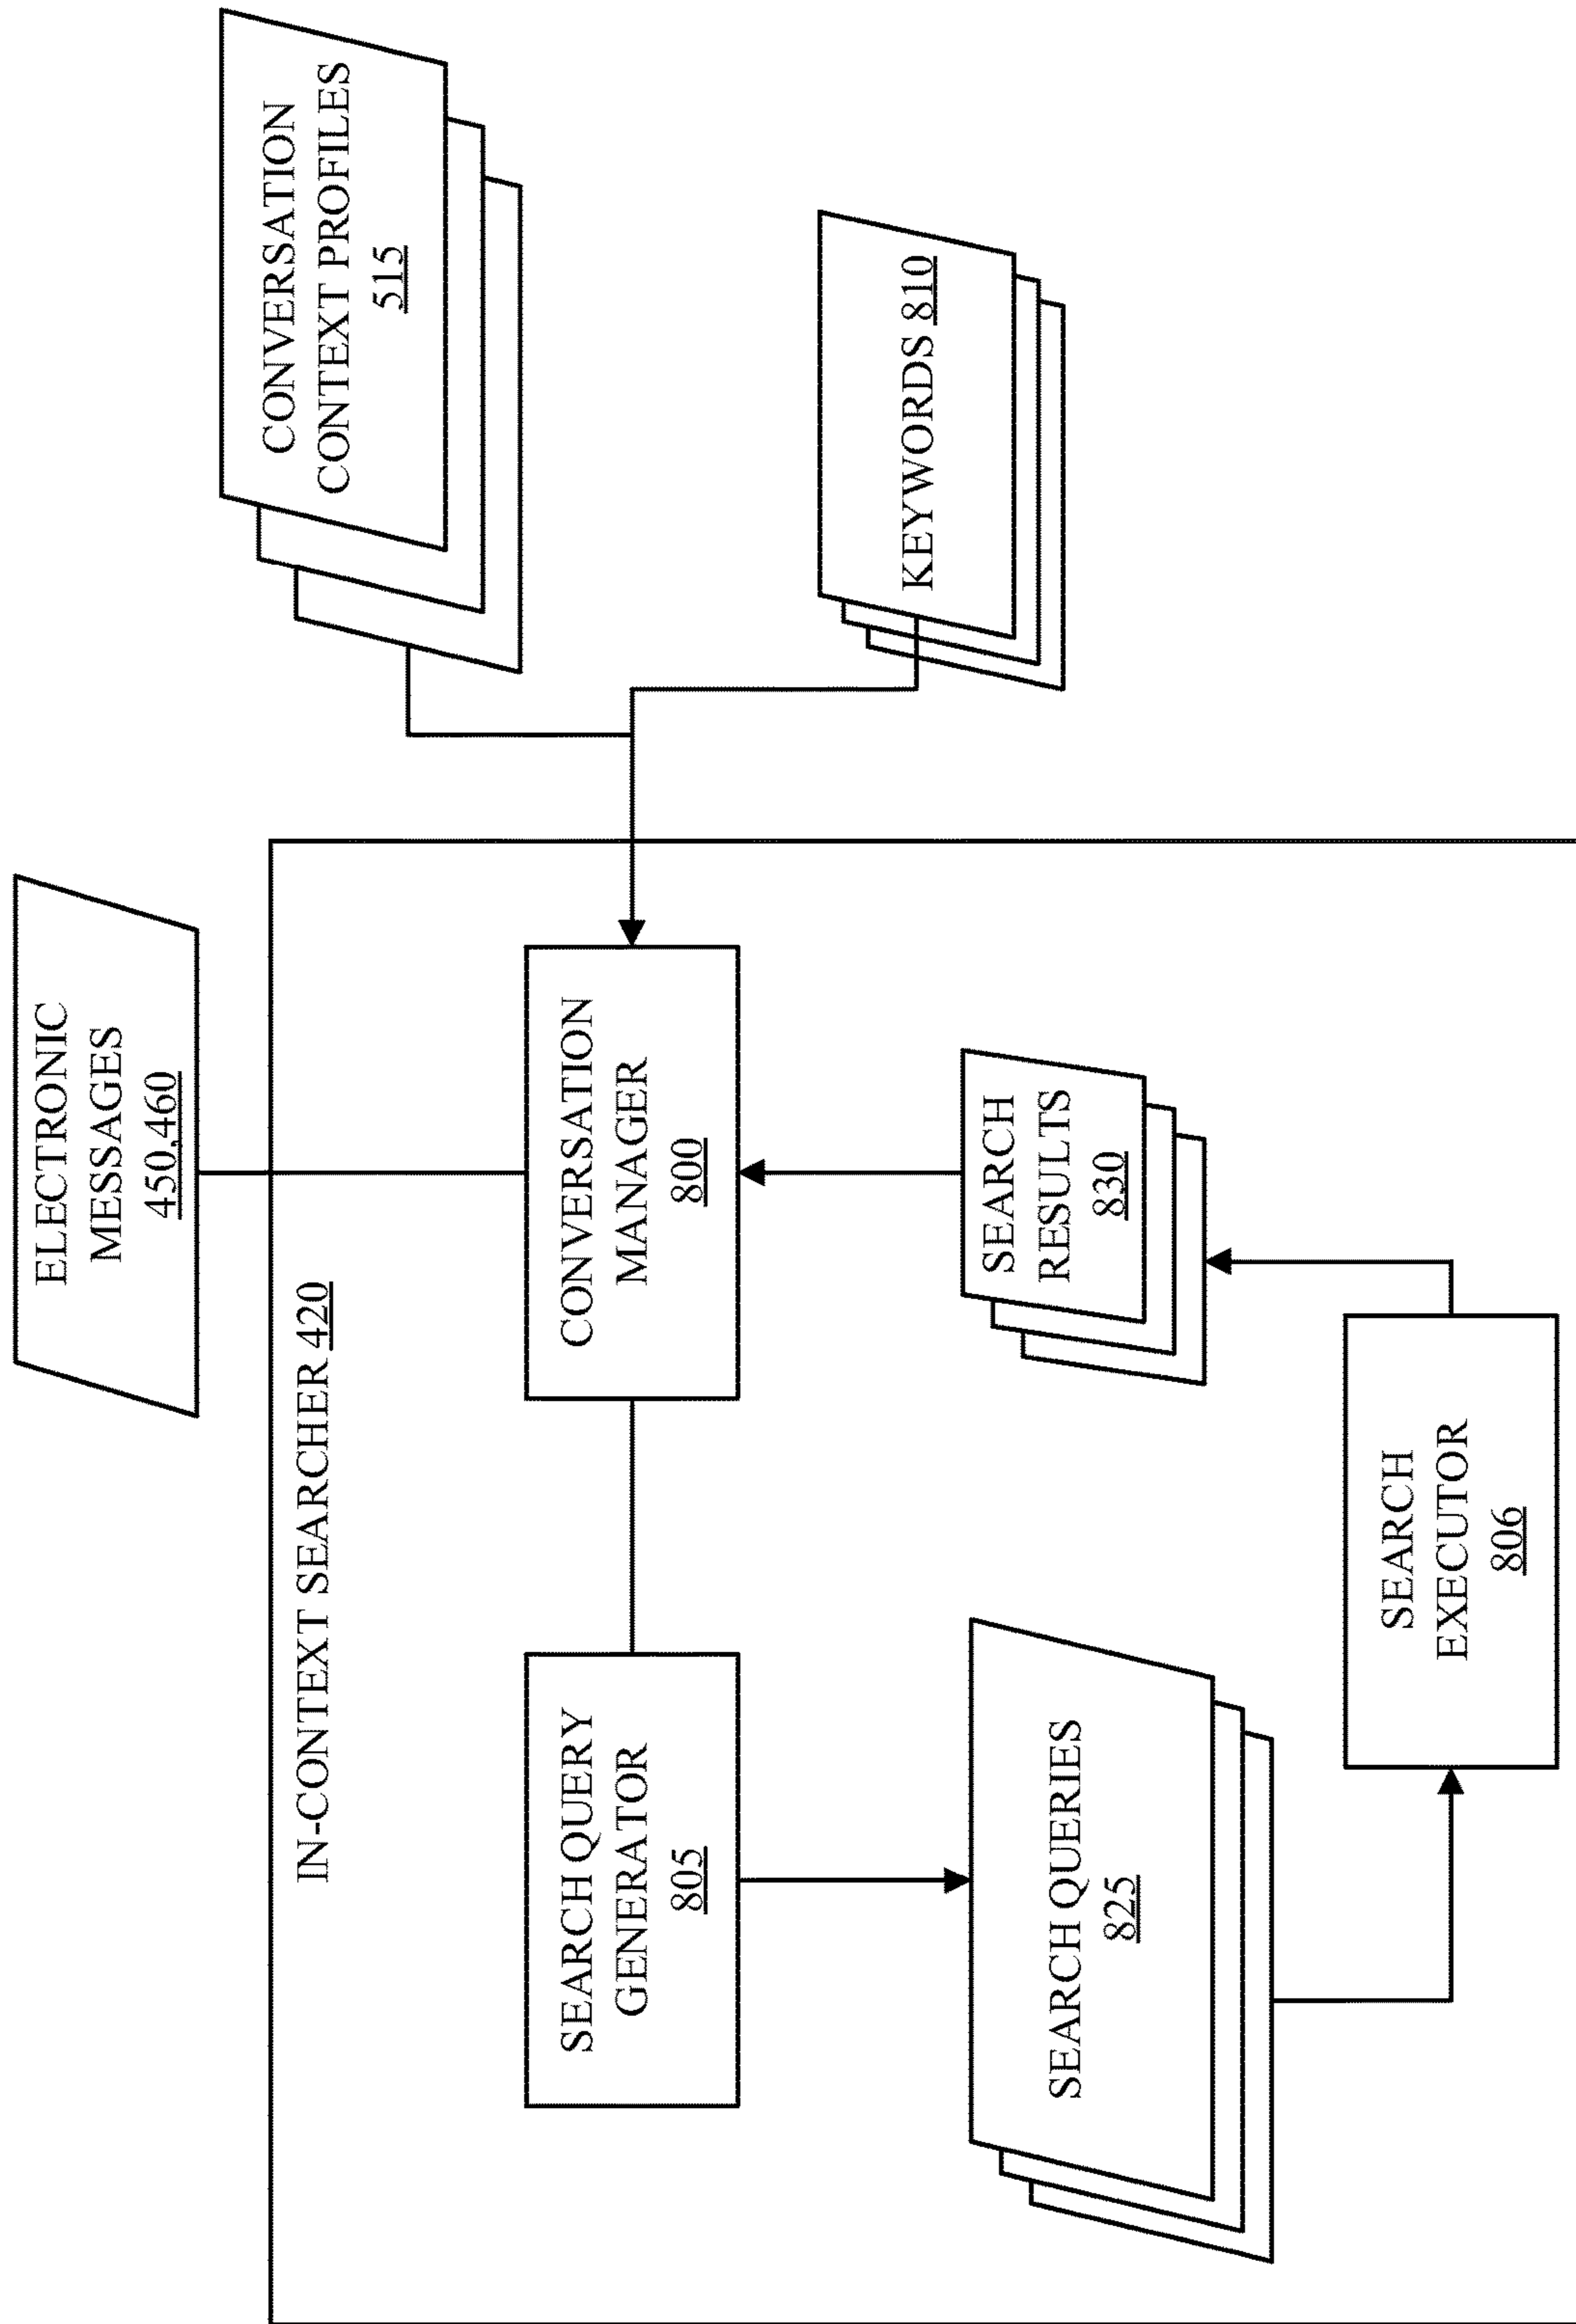 ELECTRONIC
MESSAGES
450,460
CONVERSATION
CONTEXT PROFILES
515
IN-CONTEXT SEARCHER 420
SEARCH QUERY
GENERATOR
805
CONVERSATION
MANAGER
800
KEYWORDS 810
SEARCH QUERIES
825
SEARCH
RESULTS
830
SEARCH
EXECUTOR
806